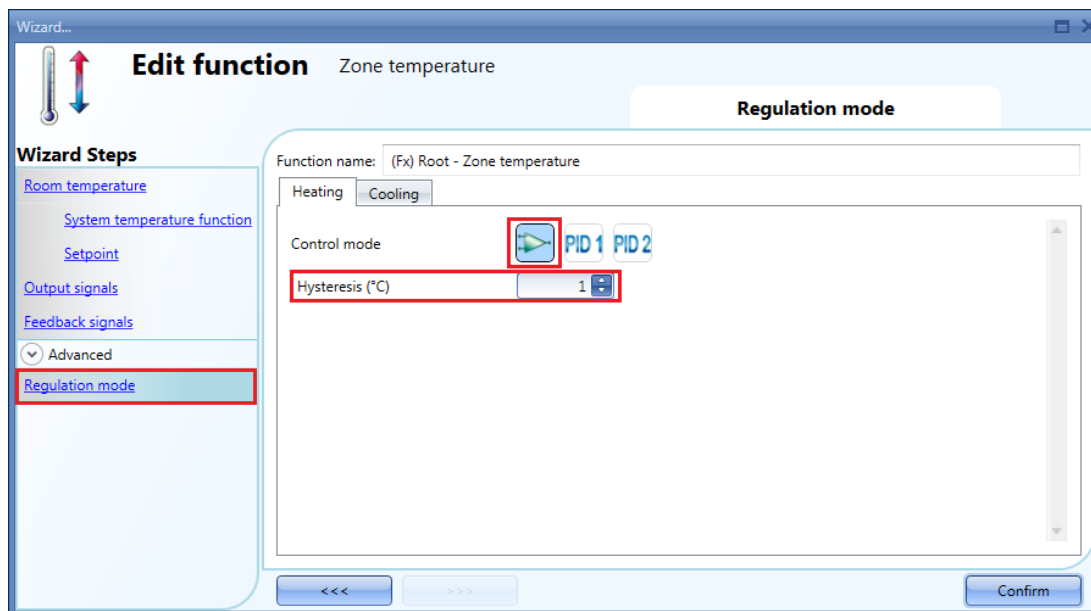 Wizard...
Edit function Zone temperature
Regulation mode
Wizard Steps
Room temperature
System temperature function
Setpoint
Output signals
Feedback signals
Advanced
Regulation mode
Function name: (Fx) Root - Zone temperature
Heating Cooling
Control mode PID 1 PID 2
Hysteresis (°C) 1
<<< >>> Confirm